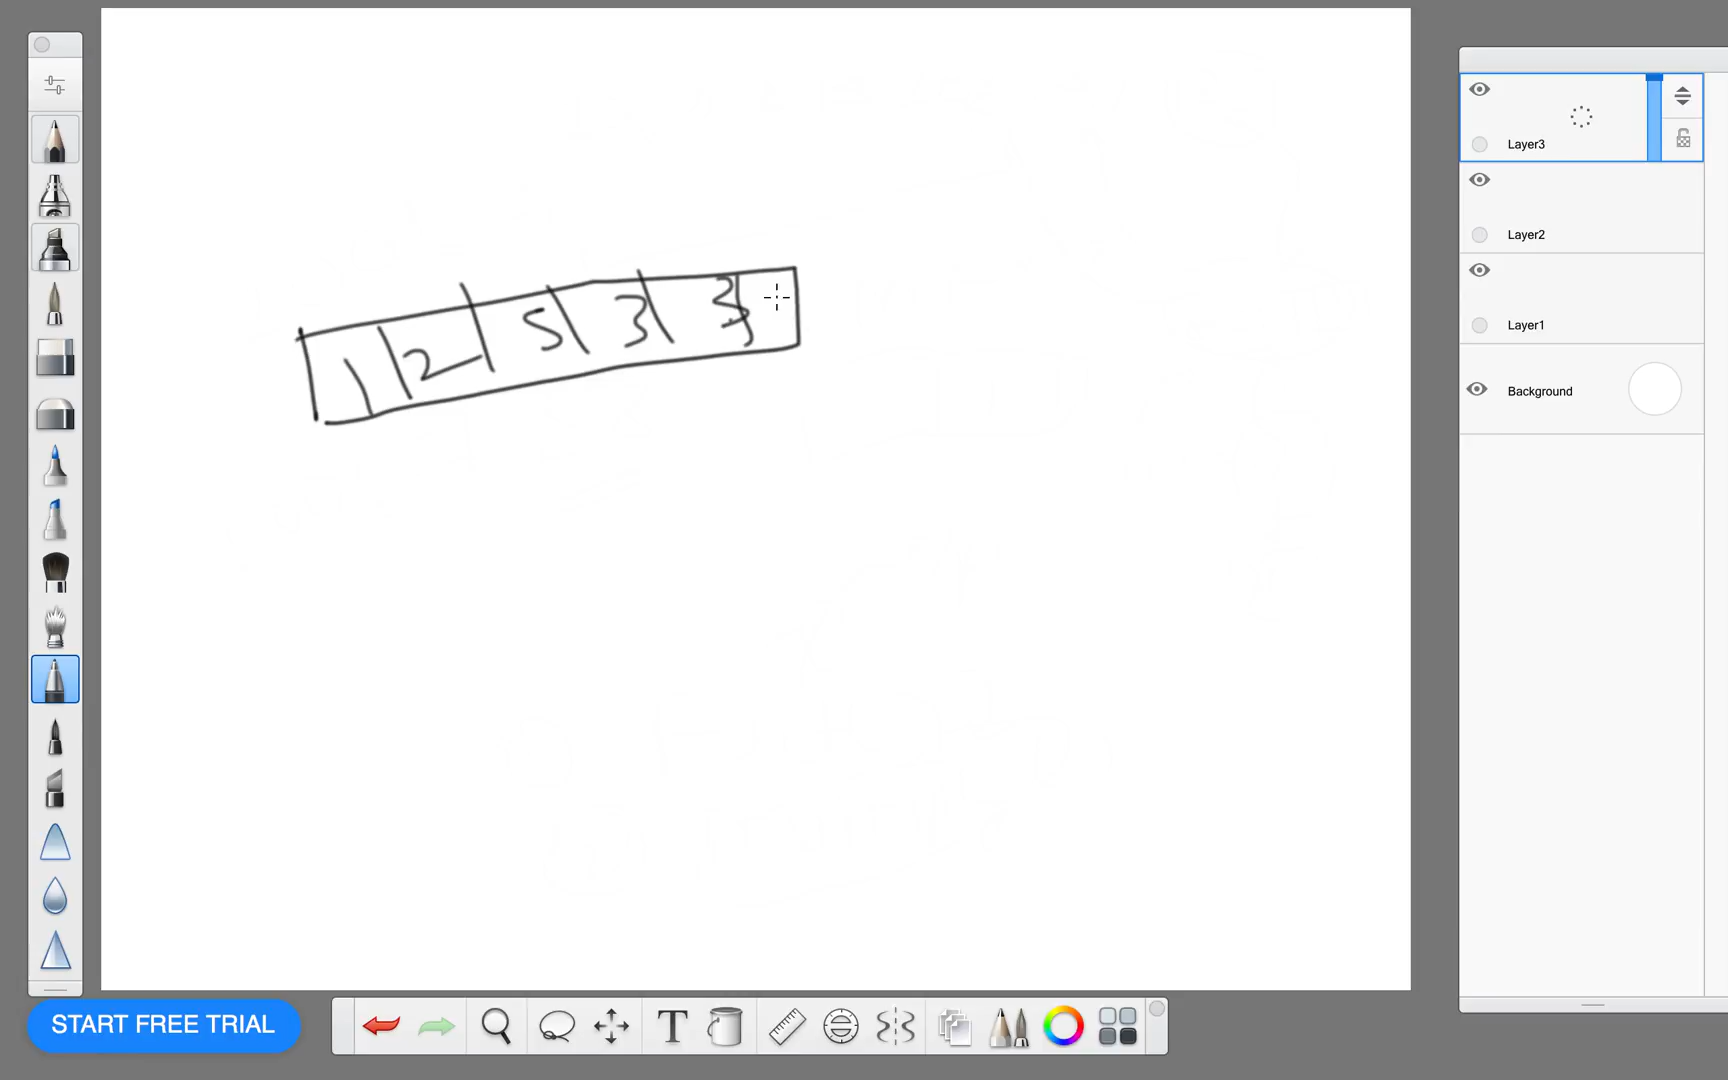 1 2 5 3 3
Layer3
Layer2
Layer1
Background
START FREE TRIAL
T